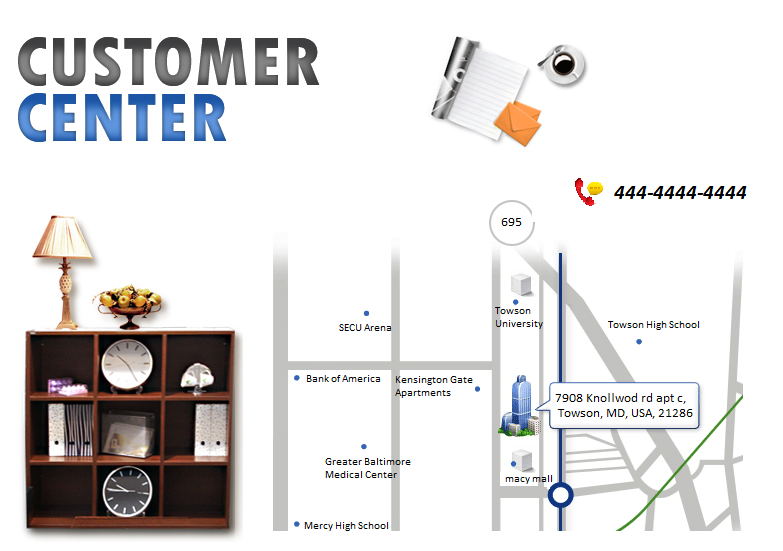 CUSTOMER
CENTER
444-4444-4444
695
Towson
University
SECU Arena
Towson High School
Bank of America
Kensington Gate
Apartments
7908 Knollwod rd apt c,
Towson, MD, USA, 21286
Greater Baltimore
Medical Center
macy mall
Mercy High School